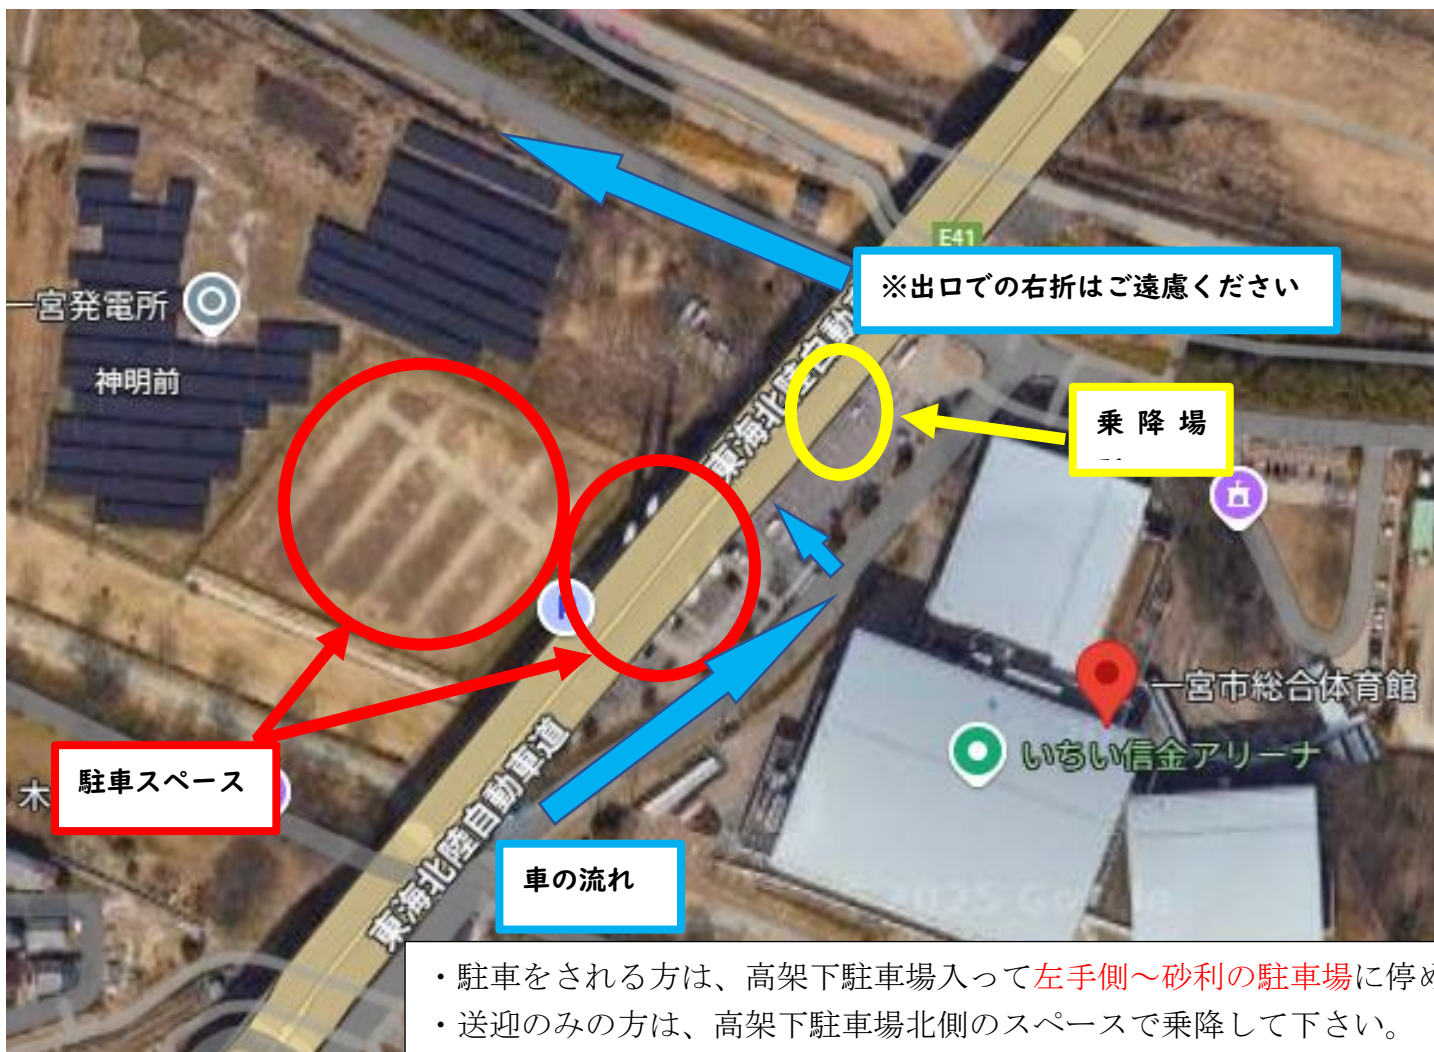 E41
※出口での右折はご遠慮ください
一宮発電所
神明前
東海北陸自動
乗降場
一宮市総合体育館
いちい信金アリーナ
駐車スペース
木
東海北陸自動車道
車の流れ
・駐車をされる方は、高架下駐車場入って左手側～砂利の駐車場に停め
・送迎のみの方は、高架下駐車場北側のスペースで乗降して下さい。